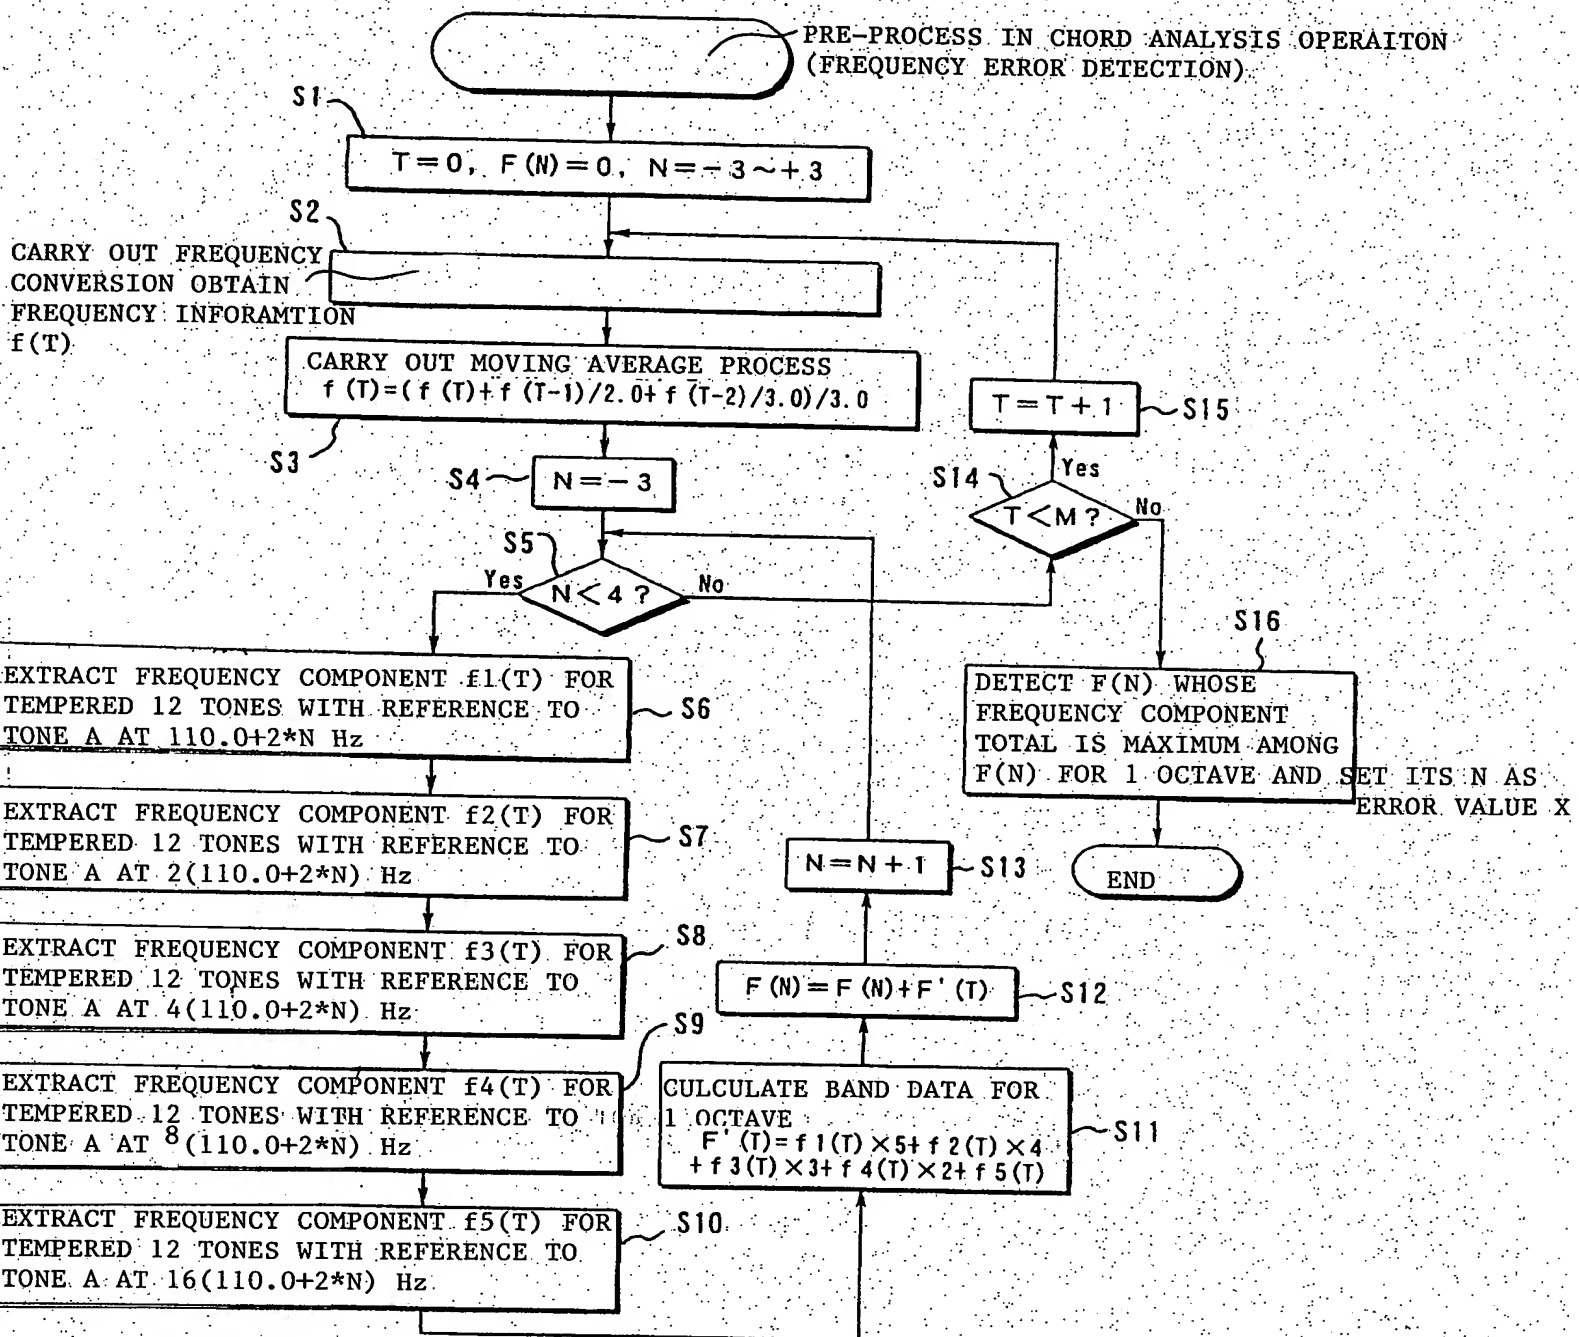 PRE-PROCESS IN CHORD ANALYSIS OPERAITON
(FREQUENCY ERROR DETECTION)
S1
T=0, F(N)=0, N=-3~+3
S2
CARRY OUT FREQUENCY
CONVERSION OBTAIN
FREQUENCY INFORAMTION
f(T)
CARRY OUT MOVING AVERAGE PROCESS
f(T)=(f(T)+f(T-1)/2.0+f(T-2)/3.0)/3.0
S3
T=T+1
S15
S4
N=-3
S14
Yes
T<M?
No
S5
Yes
N<4?
No
S16
EXTRACT FREQUENCY COMPONENT f1(T) FOR
TEMPERED 12 TONES WITH REFERENCE TO
TONE A AT 110.0+2*N Hz
S6
DETECT F(N) WHOSE
FREQUENCY COMPONENT
TOTAL IS MAXIMUM AMONG
F(N) FOR 1 OCTAVE AND SET ITS N AS
ERROR VALUE X
EXTRACT FREQUENCY COMPONENT f2(T) FOR
TEMPERED 12 TONES WITH REFERENCE TO
TONE A AT 2(110.0+2*N) Hz
S7
N=N+1
S13
END
EXTRACT FREQUENCY COMPONENT f3(T) FOR
TEMPERED 12 TONES WITH REFERENCE TO
TONE A AT 4(110.0+2*N) Hz
S8
F(N)=F(N)+F'(T)
S12
EXTRACT FREQUENCY COMPONENT f4(T) FOR
TEMPERED 12 TONES WITH REFERENCE TO
TONE A AT 8(110.0+2*N) Hz
S9
CULCULATE BAND DATA FOR
1 OCTAVE
F'(T)=f1(T)×5+f2(T)×4
+f3(T)×3+f4(T)×2+f5(T)
S11
EXTRACT FREQUENCY COMPONENT f5(T) FOR
TEMPERED 12 TONES WITH REFERENCE TO
TONE A AT 16(110.0+2*N) Hz
S10